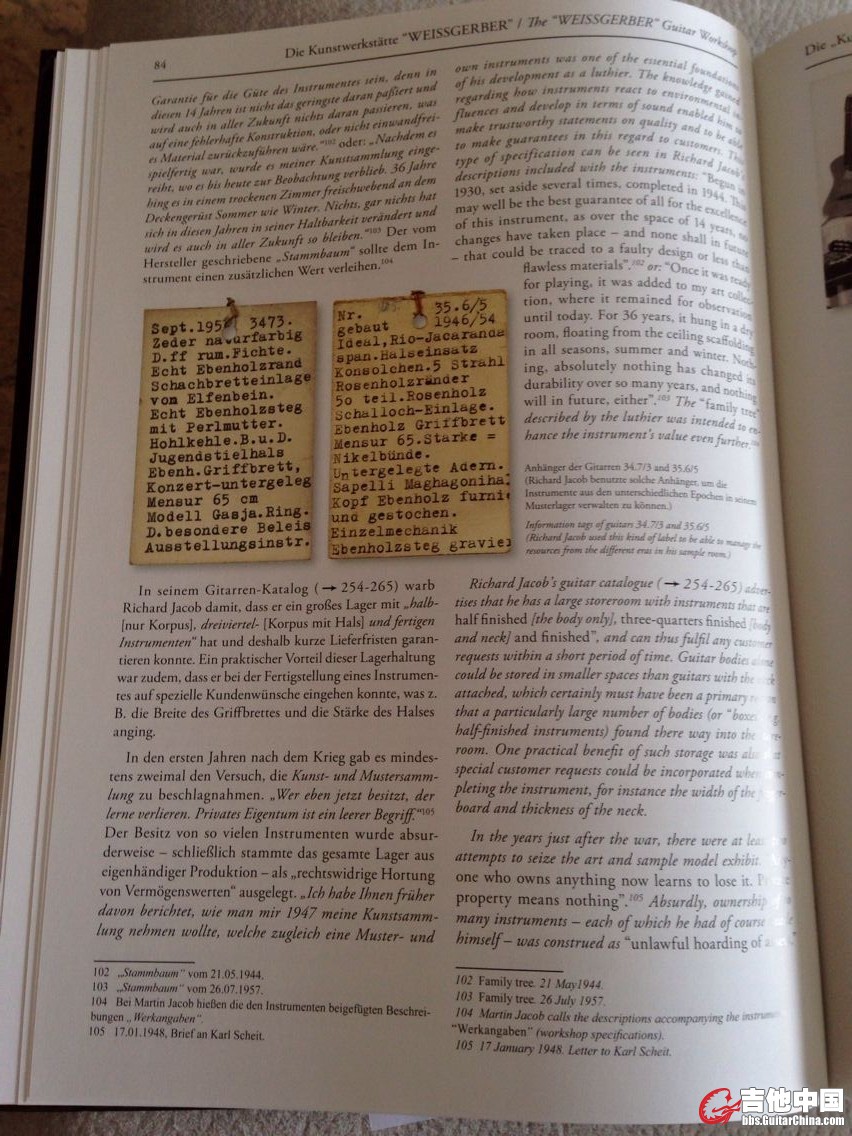 84
Die Kunstwerkstätte "WEISSGERBER" / The "WEISSGERBER" Guitar Workshop
Garantie für die Güte des Instrumentes sein, denn in
diesen 14 Jahren ist nicht das geringste daran paßiert und
wird auch in aller Zukunft nichts daran passieren, was
auf eine fehlerhafte Konstruktion, oder nicht einwandfrei-
es Material zurückzuführen wäre."102 oder: „Nachdem es
spielfertig war, wurde es meiner Kunstsammlung einge-
reiht, wo es bis heute zur Beobachtung verblieb. 36 Jahre
hing es in einem trockenen Zimmer freischwebend an dem
Deckengerüst Sommer wie Winter. Nichts, gar nichts hat
sich in diesen Jahren in seiner Haltbarkeit verändert und
wird es auch in aller Zukunft so bleiben."103 Der vom
Hersteller geschriebene „Stammbaum" sollte dem In-
strument einen zusätzlichen Wert verleihen.104
Sept.195 3473.
Zeder naturfarbig
D.ff rum.Fichte.
Echt Ebenholzrand
Schachbretteinlage
von Elfenbein.
Echt Ebenholzsteg
mit Perlmutter.
Hohlkehle.B.u.D.
Jugendstielhals
Ebenh.Griffbrett,
Konzert-untergeleg
Mensur 65 cm
Modell Gasja.Ring.
D.besondere Beleis
Ausstellungsinstr.
Nr. 35.6/5
gebaut 1946/54
Ideal,Rio-Jacaranda
span.Halseinsatz
Konsolchen.5 Strahl
Rosenholzränder
5o teil.Rosenholz
Schalloch-Einlage.
Ebenholz Griffbrett
Mensur 65.Stärke =
Nikelbünde.
Untergelegte Adern.
Sapelli Maghagoniha
Kopf Ebenholz furnie
und gestochen.
Einzelmechanik
Ebenholzsteg gravie
In seinem Gitarren-Katalog (→ 254-265) warb
Richard Jacob damit, dass er ein großes Lager mit „halb-
[nur Korpus], dreiviertel- [Korpus mit Hals] und fertigen
Instrumenten" hat und deshalb kurze Lieferfristen garan-
tieren konnte. Ein praktischer Vorteil dieser Lagerhaltung
war zudem, dass er bei der Fertigstellung eines Instrumen-
tes auf spezielle Kundenwünsche eingehen konnte, was z.
B. die Breite des Griffbrettes und die Stärke des Halses
anging.
In den ersten Jahren nach dem Krieg gab es mindes-
tens zweimal den Versuch, die Kunst- und Mustersamm-
lung zu beschlagnahmen. „Wer eben jetzt besitzt, der
lerne verlieren. Privates Eigentum ist ein leerer Begriff."105
Der Besitz von so vielen Instrumenten wurde absur-
derweise – schließlich stammte das gesamte Lager aus
eigenhändiger Produktion – als „rechtswidrige Hortung
von Vermögenswerten" ausgelegt. „Ich habe Ihnen früher
davon berichtet, wie man mir 1947 meine Kunstsamm-
lung nehmen wollte, welche zugleich eine Muster- und
102 „Stammbaum" vom 21.05.1944.
103 „Stammbaum" vom 26.07.1957.
104 Bei Martin Jacob hießen die den Instrumenten beigefügten Beschrei-
bungen „Werkangaben".
105 17.01.1948, Brief an Karl Scheit.
own instruments was one of the essential foundations
of his development as a luthier. The knowledge gained
regarding how instruments react to environmental in-
fluences and develop in terms of sound enabled him to
make trustworthy statements on quality and to be able
to make guarantees in this regard to customers. This
type of specification can be seen in Richard Jacob's
descriptions included with the instruments: "Begun in
1930, set aside several times, completed in 1944. This
may well be the best guarantee of all for the excellence
of this instrument, as over the space of 14 years, no
changes have taken place – and none shall in future
– that could be traced to a faulty design or less than
flawless materials".102 or: "Once it was ready
for playing, it was added to my art collec-
tion, where it remained for observation
until today. For 36 years, it hung in a dry
room, floating from the ceiling scaffolding
in all seasons, summer and winter. Noth-
ing, absolutely nothing has changed its
durability over so many years, and nothing
will in future, either".103 The "family tree"
described by the luthier was intended to en-
hance the instrument's value even further.104
Anhänger der Gitarren 34.7/3 and 35.6/5
(Richard Jacob benutzte solche Anhänger, um die
Instrumente aus den unterschiedlichen Epochen in seinem
Musterlager verwalten zu können.)
Information tags of guitars 34.7/3 and 35.6/5
(Richard Jacob used this kind of label to be able to manage the
resources from the different eras in his sample room.)
Richard Jacob's guitar catalogue (→ 254-265) adver-
tises that he has a large storeroom with instruments that are
half finished [the body only], three-quarters finished [body
and neck] and finished", and can thus fulfil any customer
requests within a short period of time. Guitar bodies alone
could be stored in smaller spaces than guitars with the neck
attached, which certainly must have been a primary reason
that a particularly large number of bodies (or "boxes,
half-finished instruments) found there way into the
room. One practical benefit of such storage was also that
special customer requests could be incorporated when
pleting the instrument, for instance the width of the
board and thickness of the neck.
In the years just after the war, there were at least
attempts to seize the art and sample model exhibit.
one who owns anything now learns to lose it.
property means nothing".105 Absurdly, ownership
many instruments – each of which he had of course
himself – was construed as "unlawful hoarding of
102 Family tree. 21 May1944.
103 Family tree. 26 July 1957.
104 Martin Jacob calls the descriptions accompanying the
"Werkangaben" (workshop specifications).
105 17 January 1948. Letter to Karl Scheit.
Die
吉他中国
bbs.GuitarChina.com